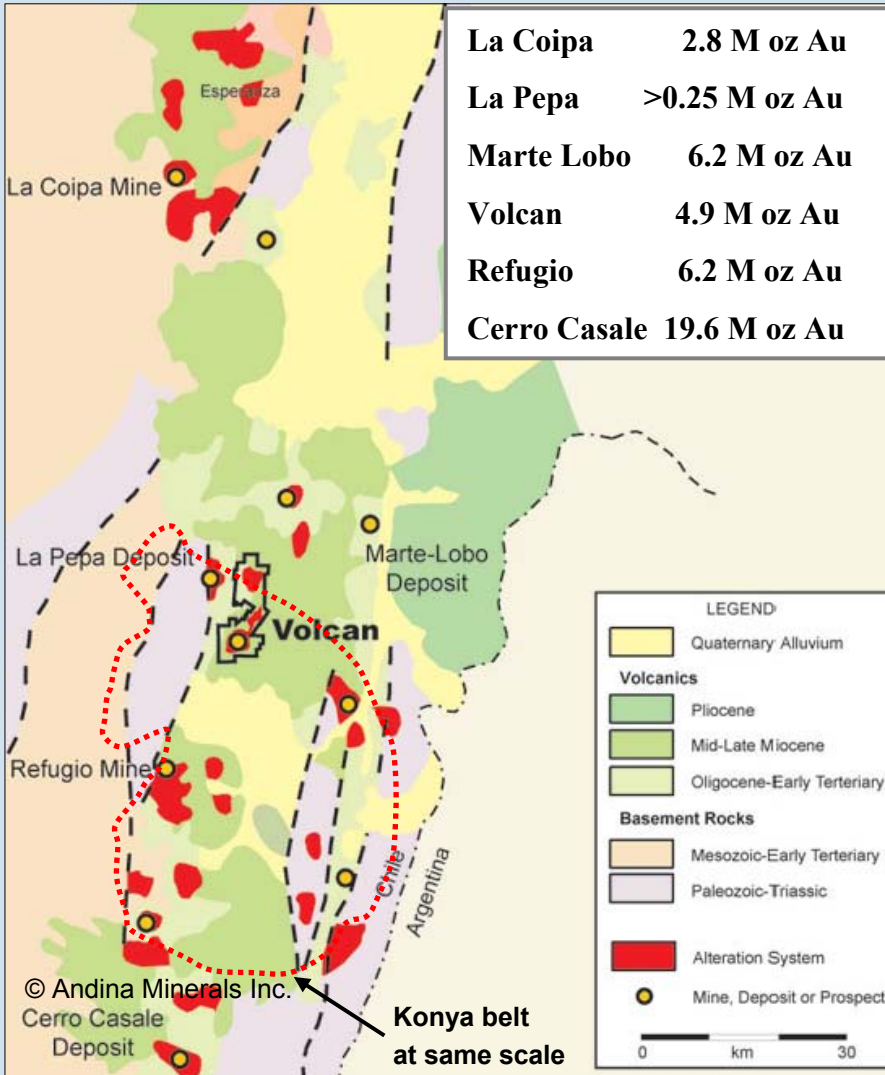 La Coipa 2.8 M oz Au
La Pepa >0.25 M oz Au
Marte Lobo 6.2 M oz Au
Volcan 4.9 M oz Au
Refugio 6.2 M oz Au
Cerro Casale 19.6 M oz Au
Esperanza
La Coipa Mine
La Pepa Deposit
Marte-Lobo
Deposit
Volcan
Refugio Mine
Chile
Argentina
© Andina Minerals Inc.
Cerro Casale
Deposit
Konya belt
at same scale
LEGEND
Quaternary Alluvium
Volcanics
Pliocene
Mid-Late Miocene
Oligocene-Early Terteriary
Basement Rocks
Mesozoic-Early Terteriary
Paleozoic-Triassic
Alteration System
Mine, Deposit or Prospect
0 30
km